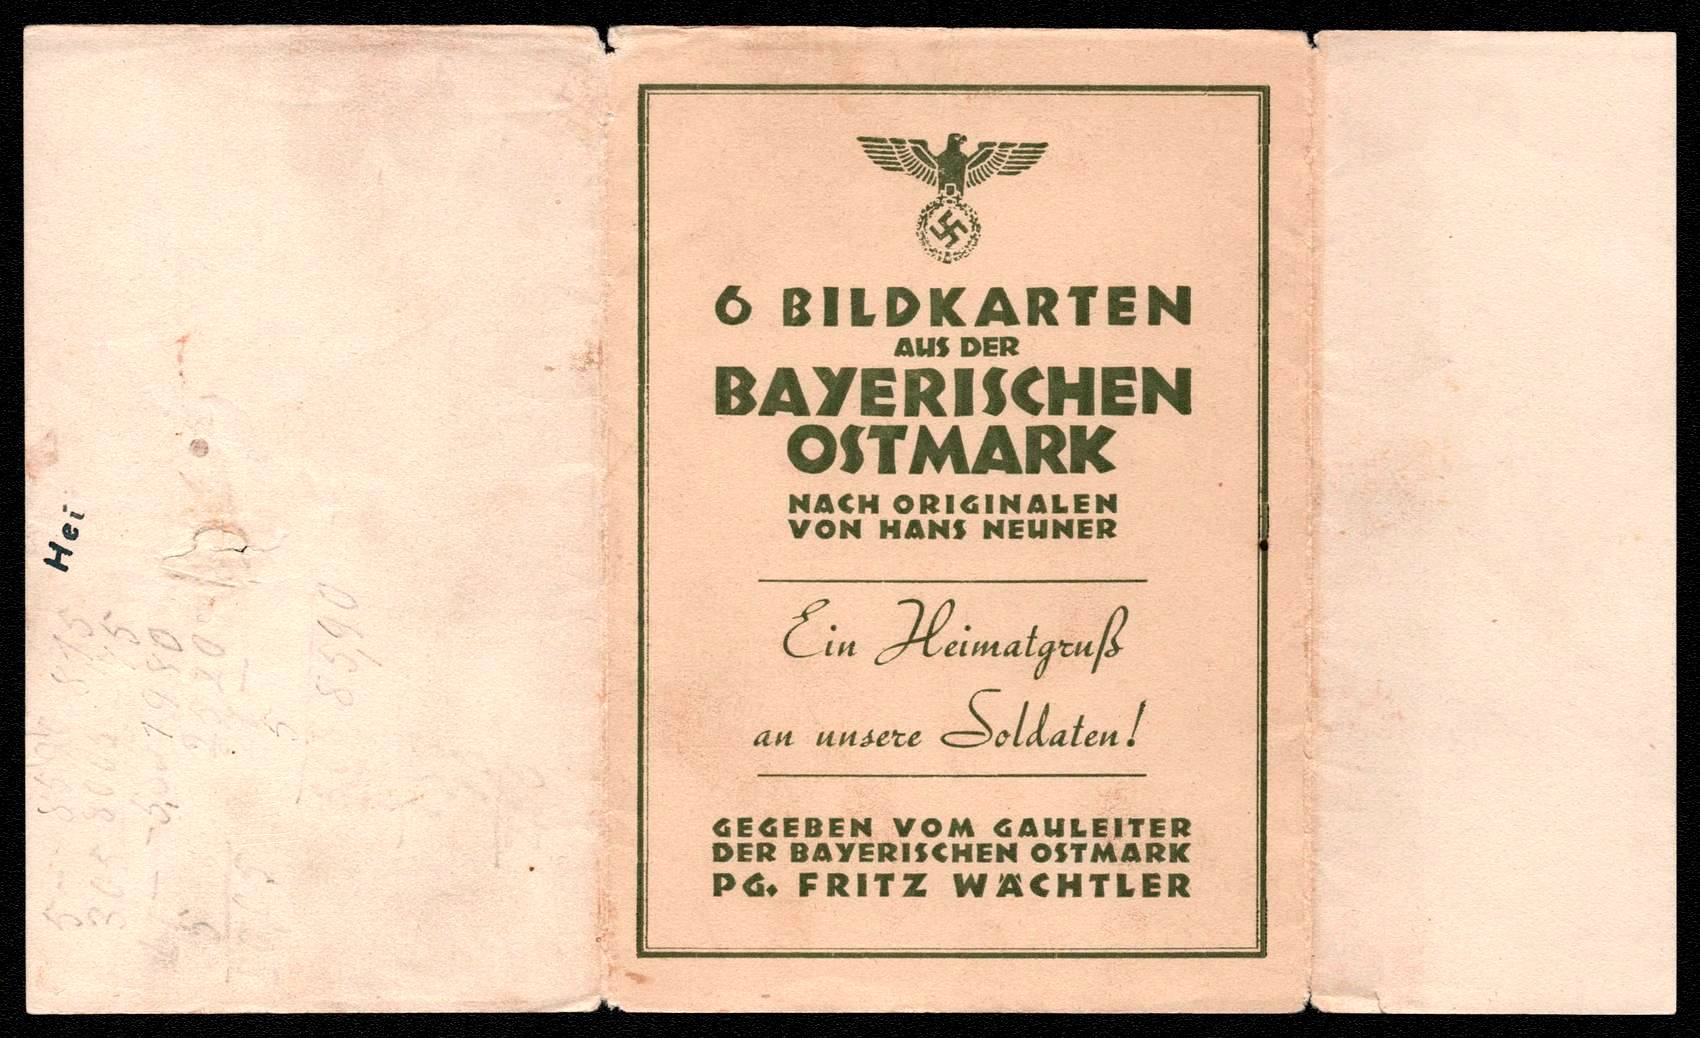 6 BILDKARTEN
AUS DER
BAYERISCHEN
OSTMARK
NACH ORIGINALEN
VON HANS NEUNER
Ein Heimatgruß
an unsere Soldaten!
GEGEBEN VOM GAULEITER
DER BAYERISCHEN OSTMARK
PG. FRITZ WÄCHTLER
Hei
8590